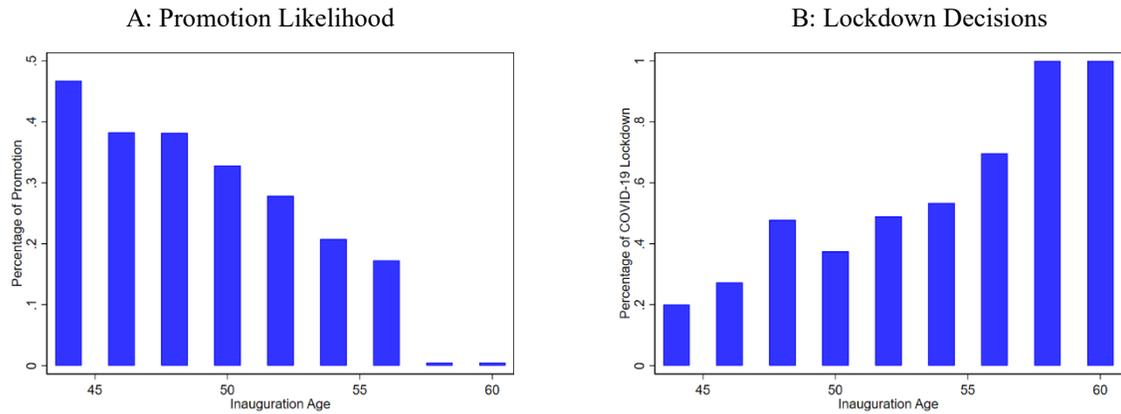 A: Promotion Likelihood
Percentage of Promotion
.5
.4
.3
.2
.1
0
45 50 55 60
Inauguration Age
B: Lockdown Decisions
Percentage of COVID-19 Lockdown
1
.8
.6
.4
.2
0
45 50 55 60
Inauguration Age